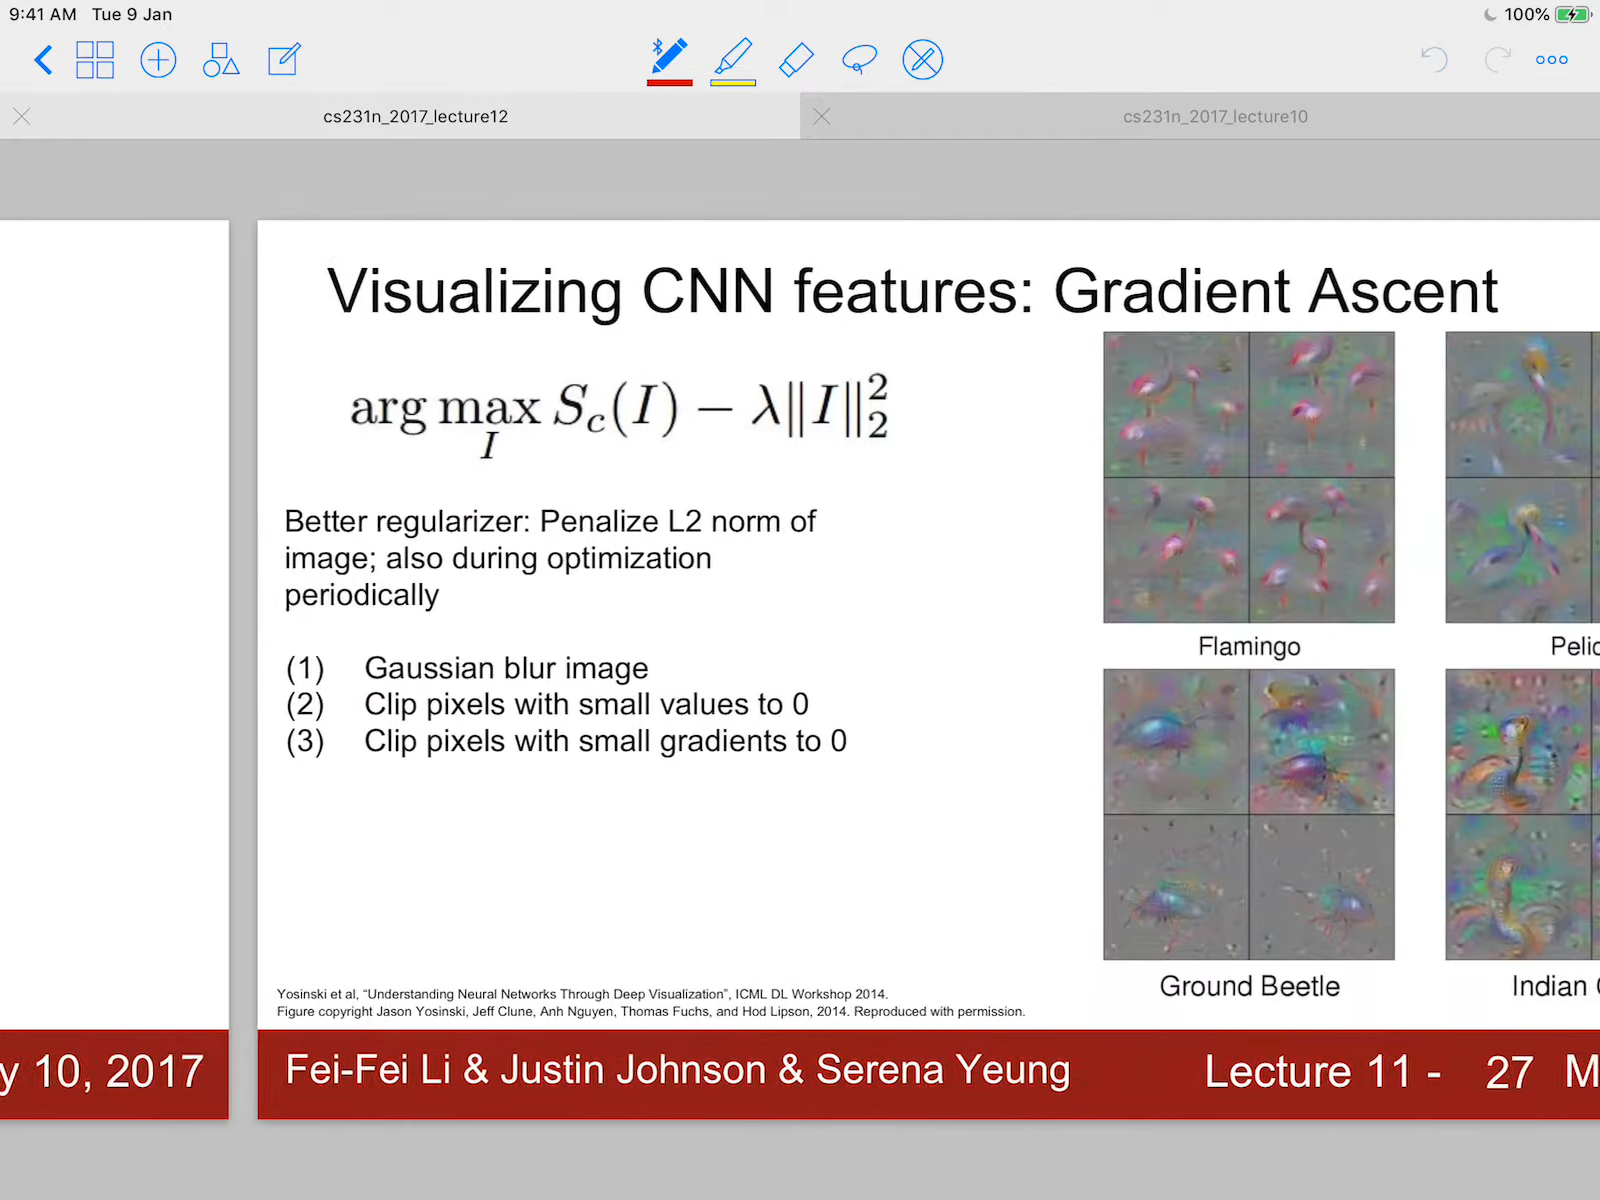 9:41 AM Tue 9 Jan
100%
cs231n_2017_lecture12
cs231n_2017_lecture10
Visualizing CNN features: Gradient Ascent
arg max S_c(I) − λ‖I‖₂²
I
Better regularizer: Penalize L2 norm of
image; also during optimization
periodically
(1) Gaussian blur image
(2) Clip pixels with small values to 0
(3) Clip pixels with small gradients to 0
Flamingo
Pelic
Ground Beetle
Indian
Yosinski et al, “Understanding Neural Networks Through Deep Visualization”, ICML DL Workshop 2014.
Figure copyright Jason Yosinski, Jeff Clune, Anh Nguyen, Thomas Fuchs, and Hod Lipson, 2014. Reproduced with permission.
y 10, 2017
Fei-Fei Li & Justin Johnson & Serena Yeung
Lecture 11 - 27 M